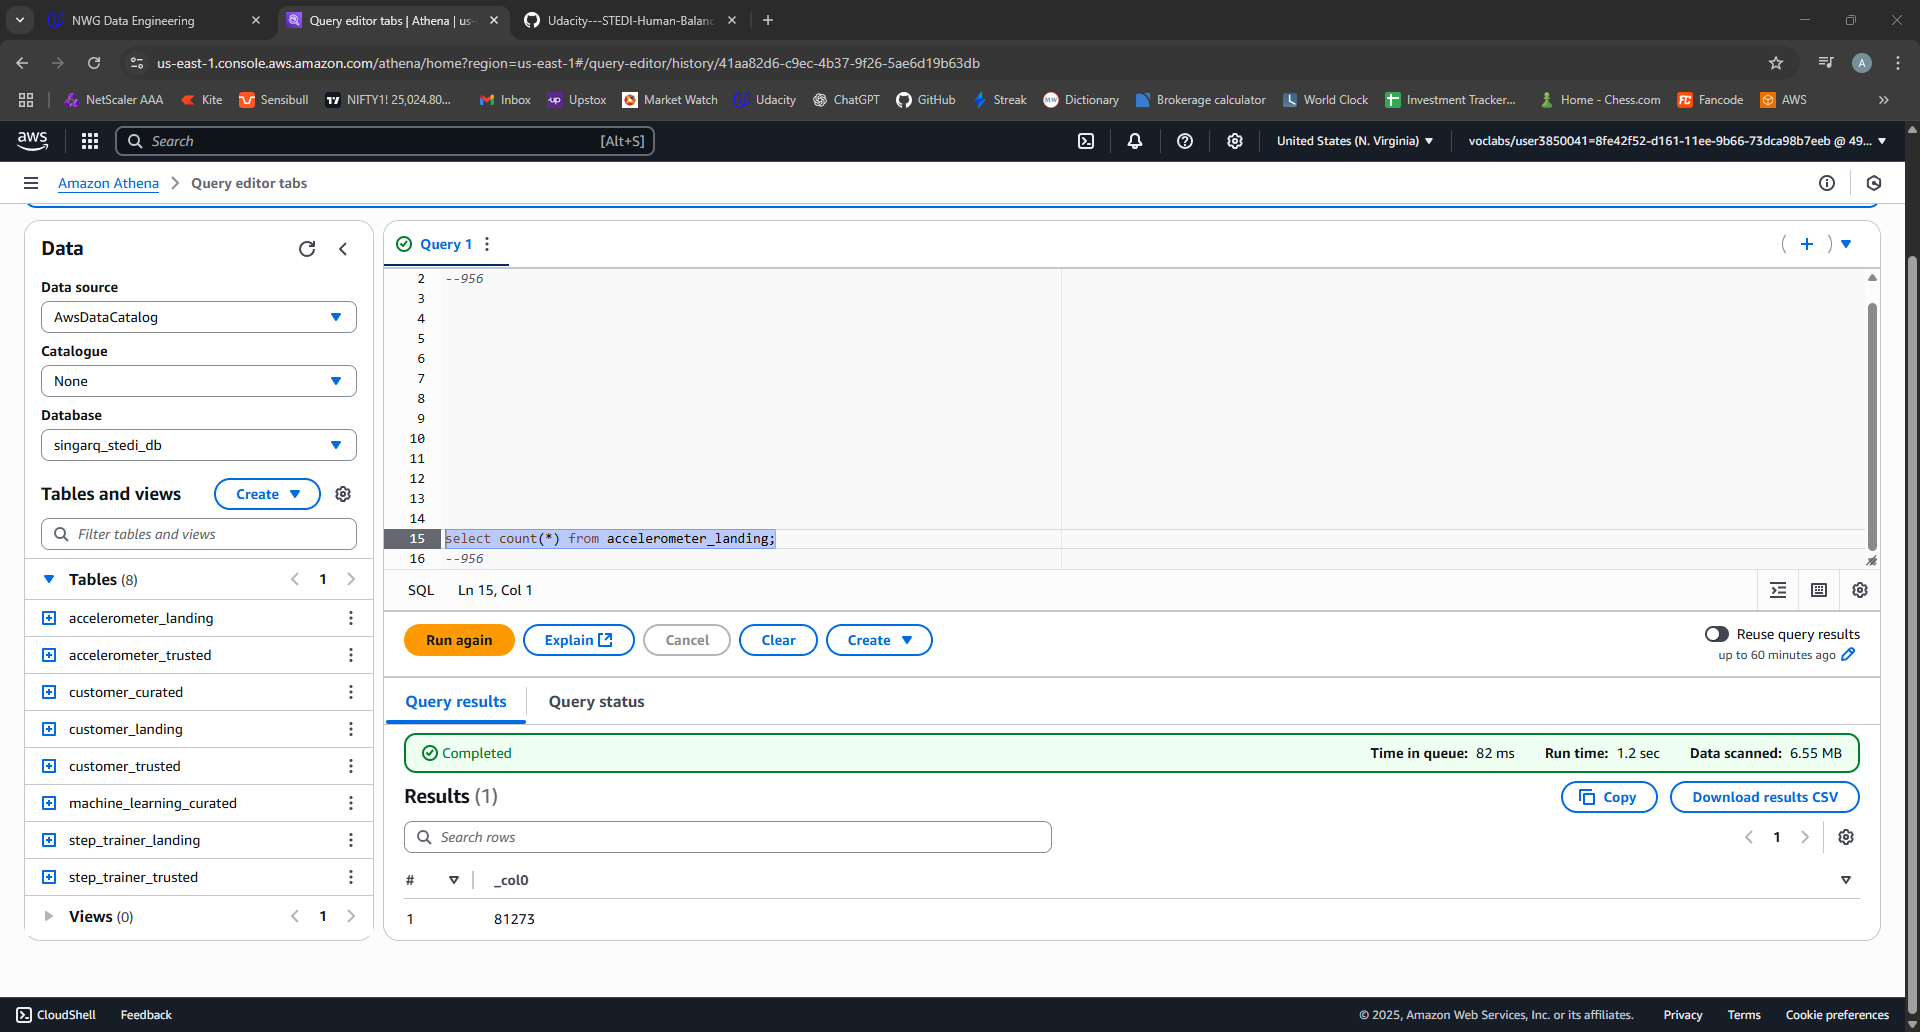 NWG Data Engineering
Query editor tabs | Athena | us-
Udacity---STEDI-Human-Balanc
us-east-1.console.aws.amazon.com/athena/home?region=us-east-1#/query-editor/history/41aa82d6-c9ec-4b37-9f26-5ae6d19b63db
A
NetScaler AAA
Kite
Sensibull
NIFTY1! 25,024.80...
Inbox
Upstox
Market Watch
Udacity
ChatGPT
GitHub
Streak
Dictionary
Brokerage calculator
World Clock
Investment Tracker...
Home - Chess.com
Fancode
AWS
aws
Search
[Alt+S]
United States (N. Virginia)
voclabs/user3850041=8fe42f52-d161-11ee-9b66-73dca98b7eeb @ 49...
Amazon Athena
Query editor tabs
Data
Data source
AwsDataCatalog
Catalogue
None
Database
singarq_stedi_db
Tables and views
Create
Filter tables and views
Tables (8)
1
accelerometer_landing
accelerometer_trusted
customer_curated
customer_landing
customer_trusted
machine_learning_curated
step_trainer_landing
step_trainer_trusted
Views (0)
1
Query 1
2 --956
3
4
5
6
7
8
9
10
11
12
13
14
15 select count(*) from accelerometer_landing;
16 --956
SQL
Ln 15, Col 1
Run again
Explain
Cancel
Clear
Create
Reuse query results
up to 60 minutes ago
Query results
Query status
Completed
Time in queue: 82 ms
Run time: 1.2 sec
Data scanned: 6.55 MB
Results (1)
Copy
Download results CSV
Search rows
1
# _col0
1 81273
CloudShell
Feedback
© 2025, Amazon Web Services, Inc. or its affiliates.
Privacy
Terms
Cookie preferences